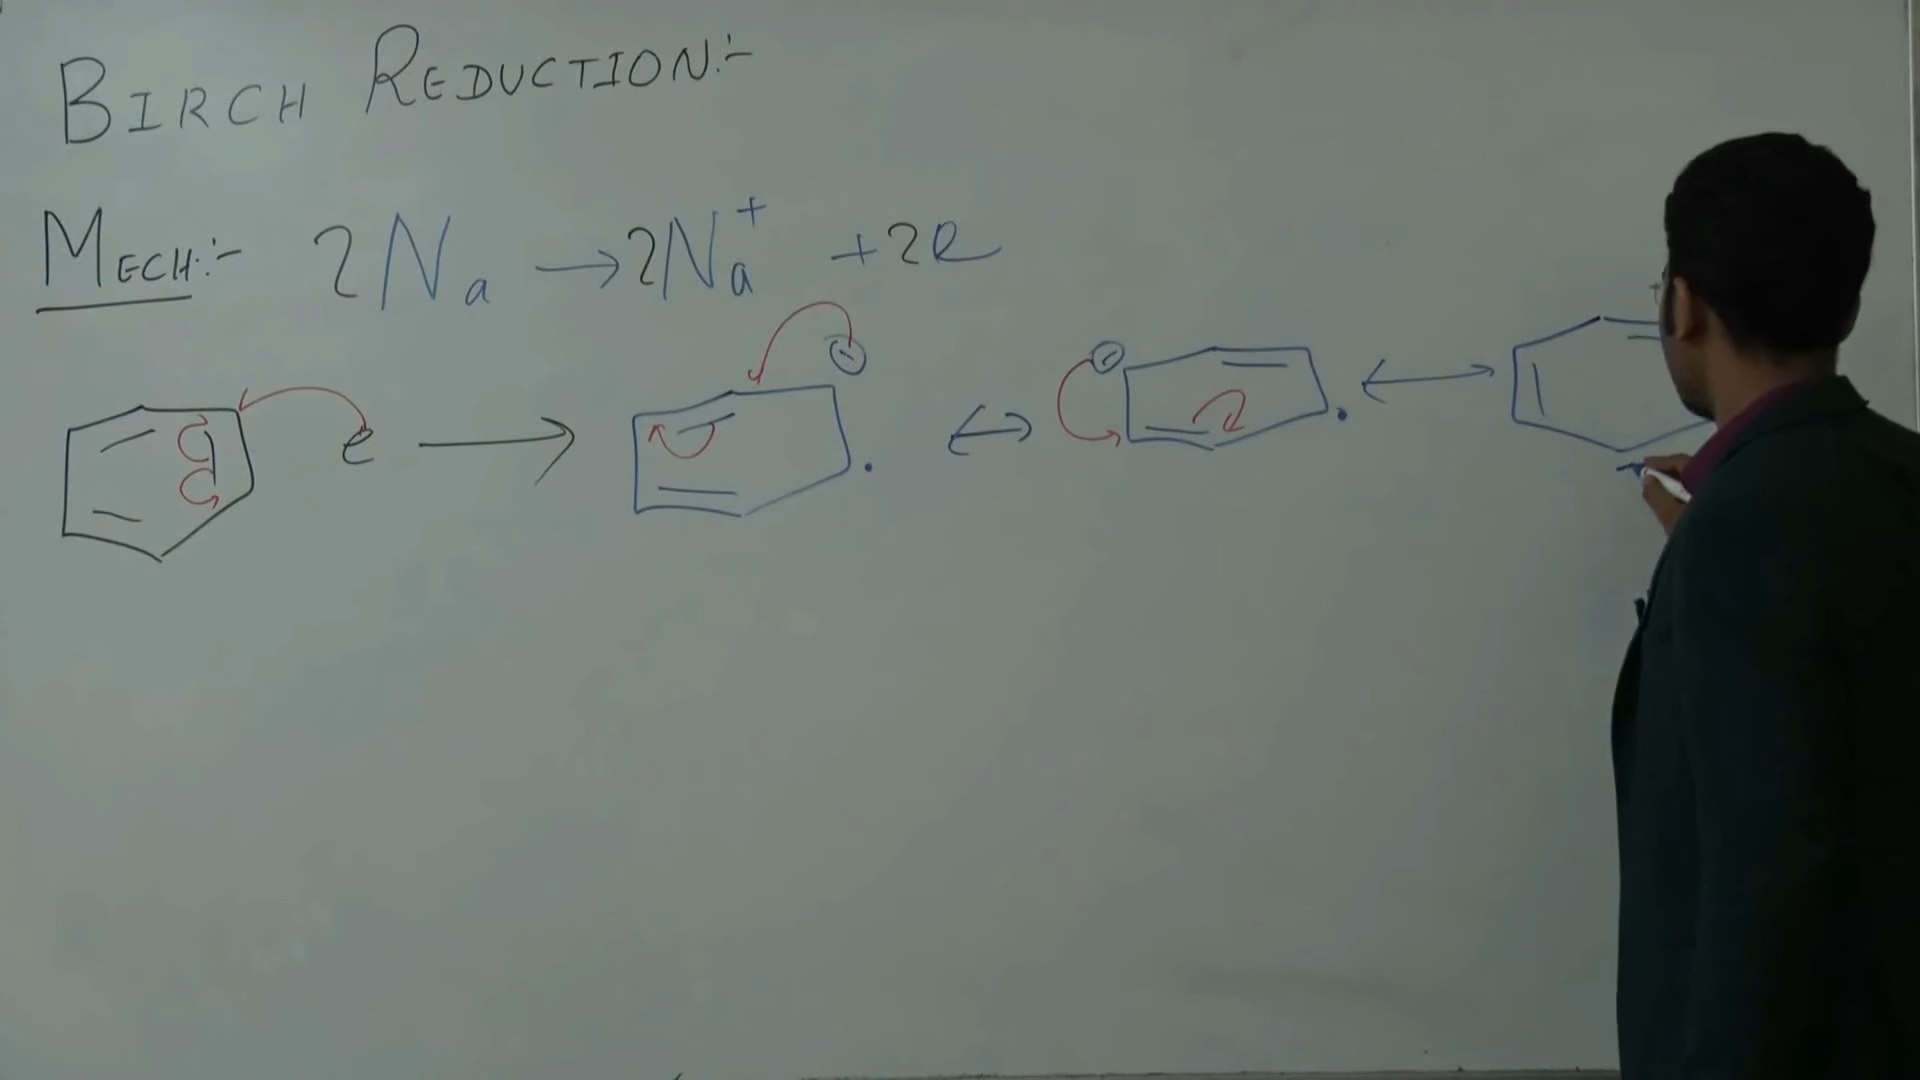 BIRCH REDUCTION:-
MECH:- 2Na → 2Na⁺ + 2e
e → . ↔ . ↔